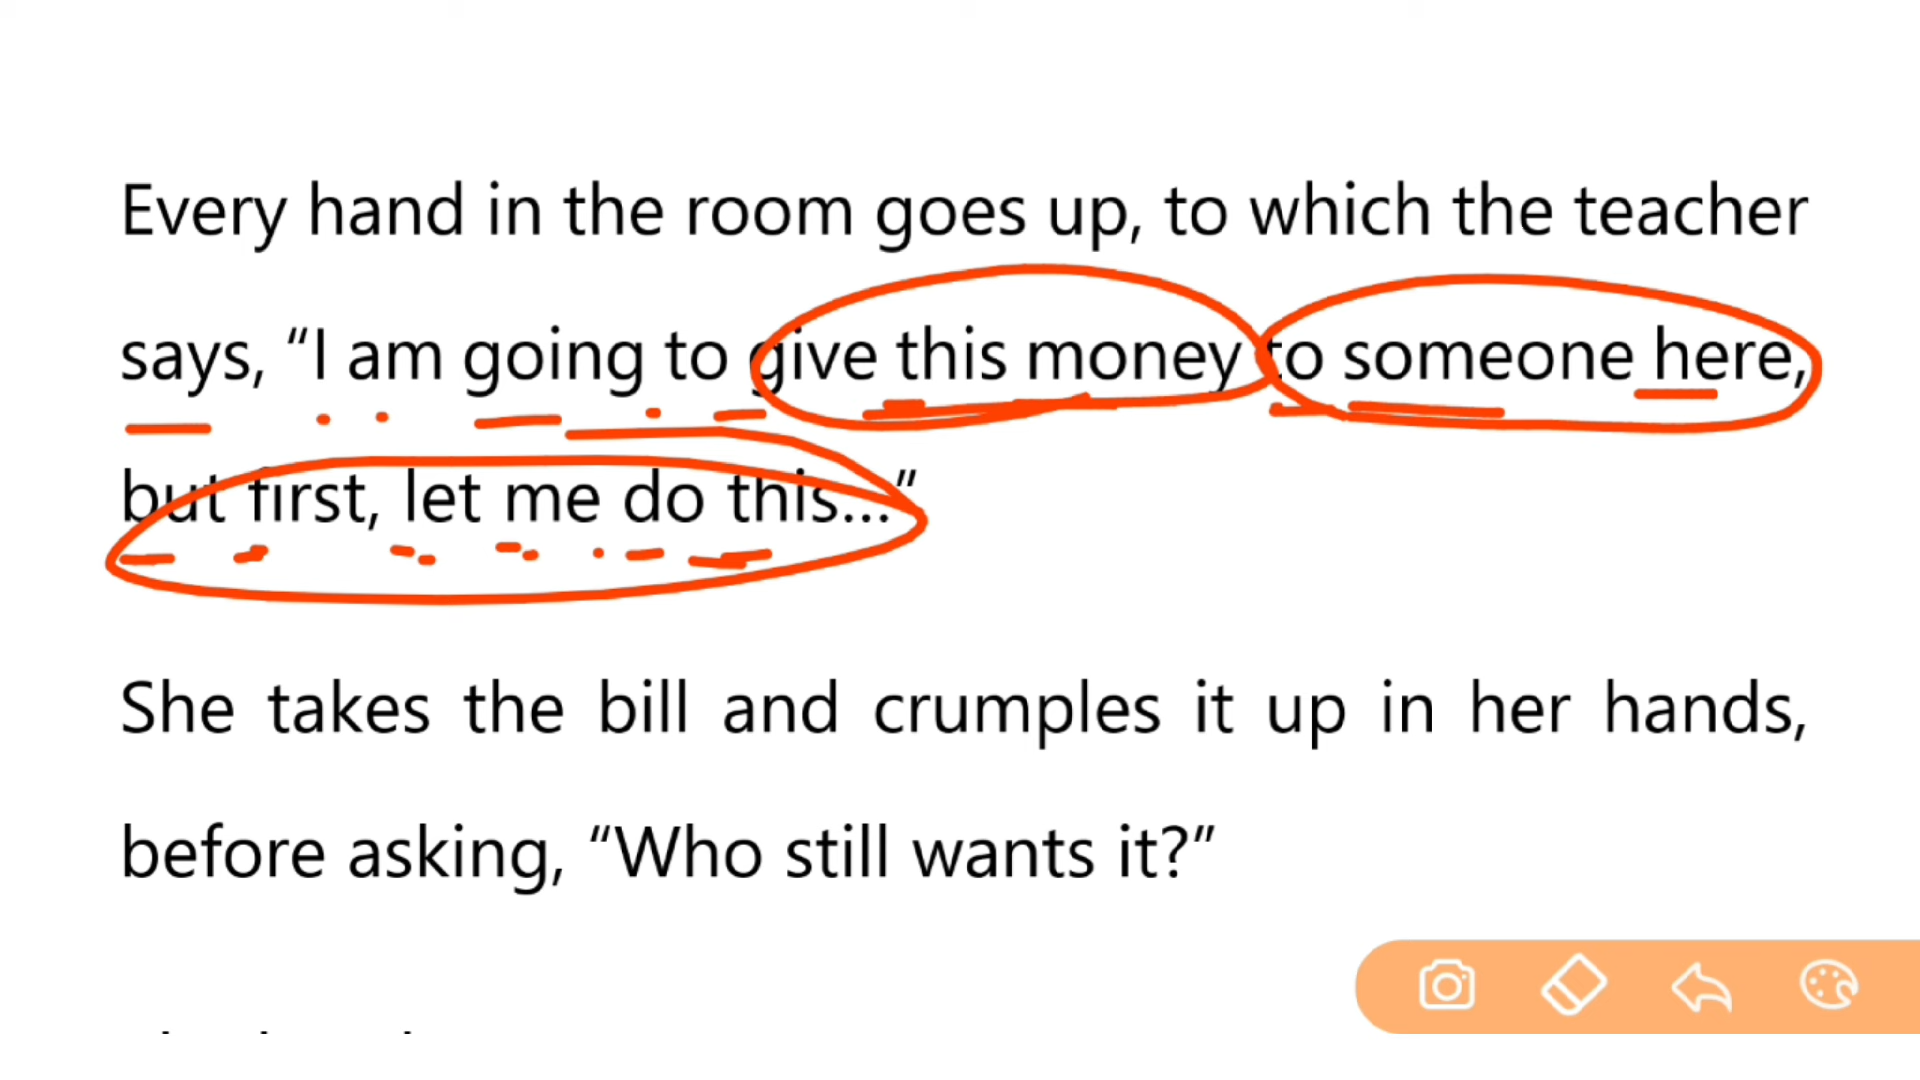 Every hand in the room goes up, to which the teacher
says, “I am going to give this money to someone here,
but first, let me do this...”
She takes the bill and crumples it up in her hands,
before asking, “Who still wants it?”